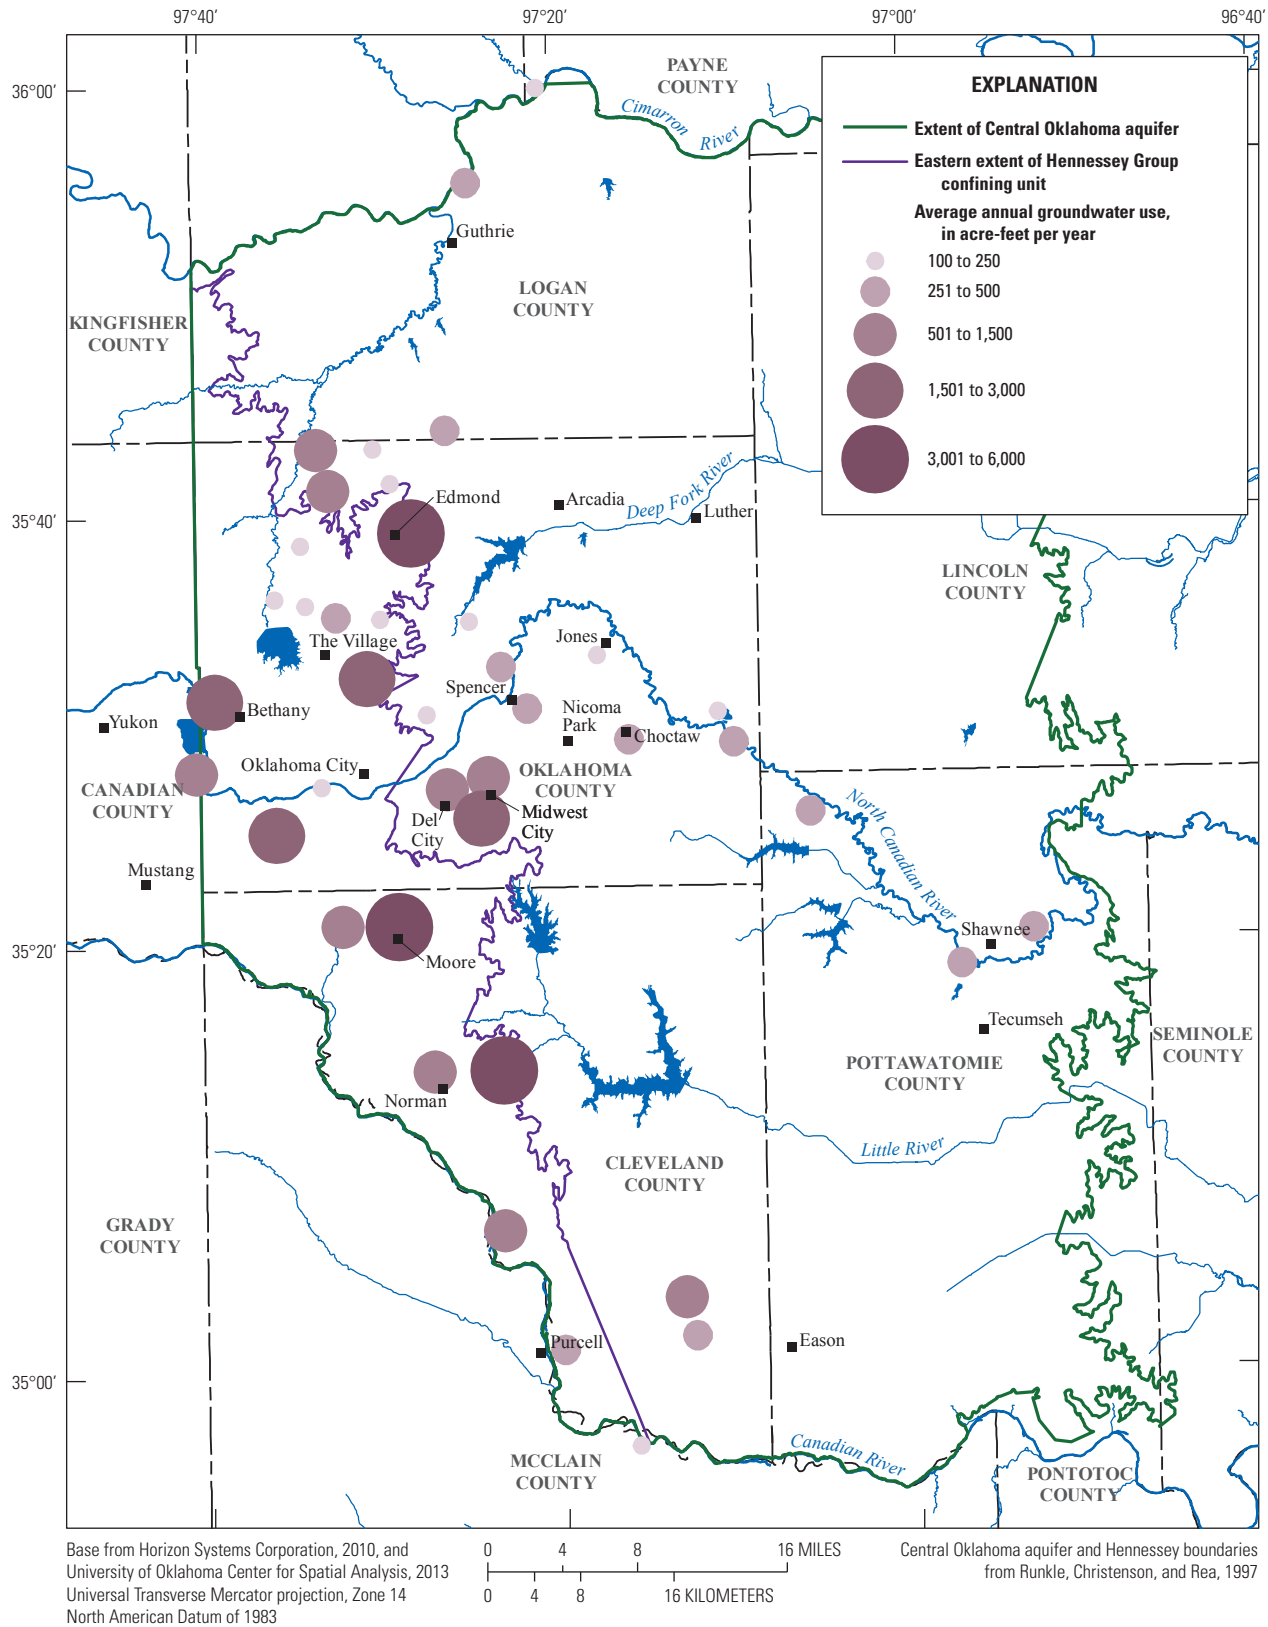 97°40′
97°20′
97°00′
96°40′
36°00′
35°40′
35°20′
35°00′
PAYNE
COUNTY
Cimarron
River
EXPLANATION
Extent of Central Oklahoma aquifer
Eastern extent of Hennessey Group
confining unit
Average annual groundwater use,
in acre-feet per year
100 to 250
251 to 500
501 to 1,500
1,501 to 3,000
3,001 to 6,000
Guthrie
LOGAN
COUNTY
KINGFISHER
COUNTY
Edmond
Arcadia
Deep Fork River
Luther
LINCOLN
COUNTY
The Village
Jones
Spencer
Bethany
Yukon
Nicoma
Park
Choctaw
Oklahoma City
OKLAHOMA
COUNTY
CANADIAN
COUNTY
Del
City
Midwest
City
North Canadian River
Mustang
Shawnee
Moore
Tecumseh
SEMINOLE
COUNTY
POTTAWATOMIE
COUNTY
Norman
Little River
CLEVELAND
COUNTY
GRADY
COUNTY
Purcell
Eason
Canadian River
MCCLAIN
COUNTY
PONTOTOC
COUNTY
Base from Horizon Systems Corporation, 2010, and
University of Oklahoma Center for Spatial Analysis, 2013
Universal Transverse Mercator projection, Zone 14
North American Datum of 1983
0 4 8 16 MILES
0 4 8 16 KILOMETERS
Central Oklahoma aquifer and Hennessey boundaries
from Runkle, Christenson, and Rea, 1997